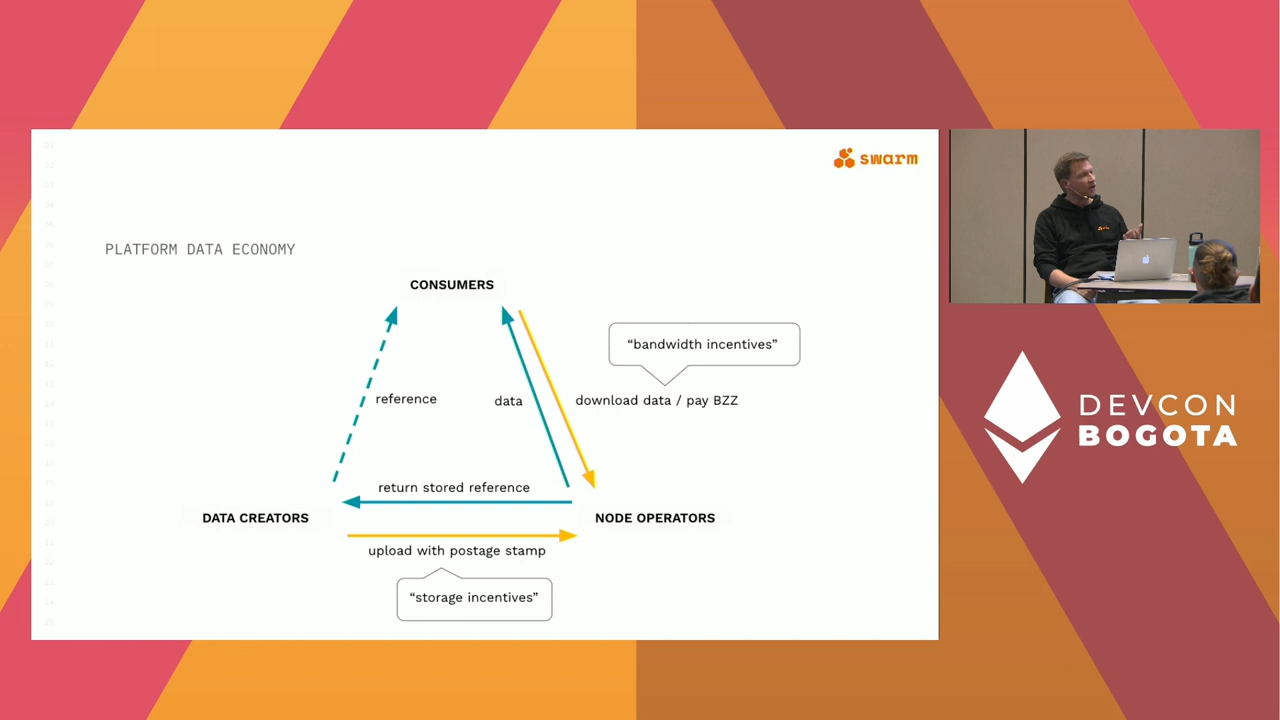 swarm
PLATFORM DATA ECONOMY
CONSUMERS
“bandwidth incentives”
reference
data
download data / pay BZZ
return stored reference
DATA CREATORS
NODE OPERATORS
upload with postage stamp
“storage incentives”
DEVCON
BOGOTA